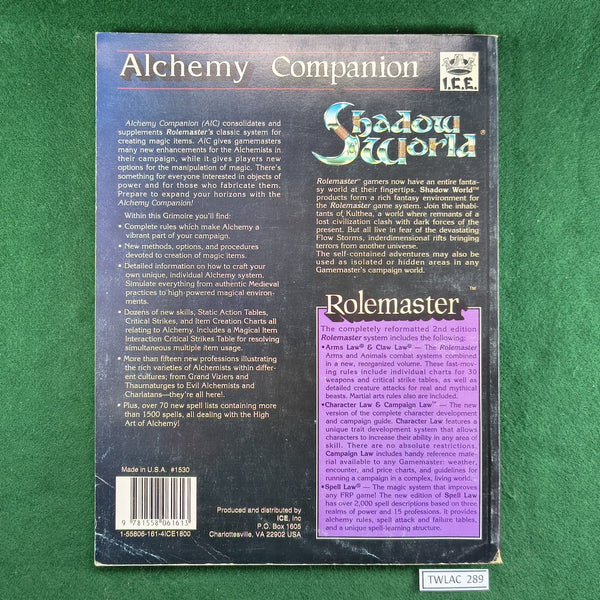 Alchemy Companion
I.C.E.
Alchemy Companion (AlC) consolidates and
supplements Rolemaster's classic system for
creating magic items. AlC gives gamemasters
many new enhancements for the Alchemists in
their campaign, while it gives players new
options for the manipulation of magic. There's
something for everyone interested in objects of
power and for those who fabricate them.
Prepare to expand your horizons with the
Alchemy Companion!
Within this Grimoire you'll find:
• Complete rules which make Alchemy a
vibrant part of your campaign.
• New methods, options, and procedures
devoted to creation of magic items.
• Detailed information on how to craft your
own unique, individual Alchemy system.
Simulate everything from authentic Medieval
practices to high-powered magical environ-
ments.
• Dozens of new skills, Static Action Tables,
Critical Strikes, and Item Creation Charts all
relating to Alchemy. Includes a Magical Item
Interaction Critical Strikes Table for resolving
simultaneous multiple item usage.
• More than fifteen new professions illustrating
the rich varieties of Alchemists within differ-
ent cultures; from Grand Viziers and
Thaumaturges to Evil Alchemists and
Charlatans—they're all here!.
• Plus, over 70 new spell lists containing more
than 1500 spells, all dealing with the High
Art of Alchemy!
Made in U.S.A. #1530
9 781558 061613
1-55806-161-4ICE1600
Produced and distributed by
ICE, Inc
P.O. Box 1605
Charlottesville, VA 22902 USA
Shadow
World®
Rolemaster™ gamers now have an entire fanta-
sy world at their fingertips. Shadow World™
products form a rich fantasy environment for
the Rolemaster game system. Join the inhabi-
tants of Kulthea, a world where remnants of a
lost civilization clash with dark forces of the
present. But all live in fear of the devastating
Flow Storms, interdimensional rifts bringing
terrors from another universe.
The self-contained adventures may also be
used as isolated or hidden areas in any
Gamemaster's campaign world.
Rolemaster™
The completely reformatted 2nd edition
Rolemaster system includes the following:
• Arms Law® & Claw Law® — The Rolemaster
Arms and Animals combat systems combined
in a new, reorganized volume. These fast-mov-
ing rules include individual charts for 30
weapons and critical strike tables, as well as
detailed creature attacks for real and mythical
beasts. Martial arts rules also are included.
• Character Law & Campaign Law™ — The new
version of the complete character development
and campaign guide. Character Law features a
unique trait development system that allows
characters to increase their ability in any area of
skill. There are no absolute restrictions.
Campaign Law includes handy reference mate-
rial available to any Gamemaster: weather,
encounter, and price charts, and guidelines for
running a campaign in a complex, living world.
• Spell Law® — The magic system that improves
any FRP game! The new edition of Spell Law
has over 2,000 spell descriptions based on three
realms of power and 15 professions. it provides
alchemy rules, spell attack and failure tables,
and a unique spell-learning structure.
TWLAC 289